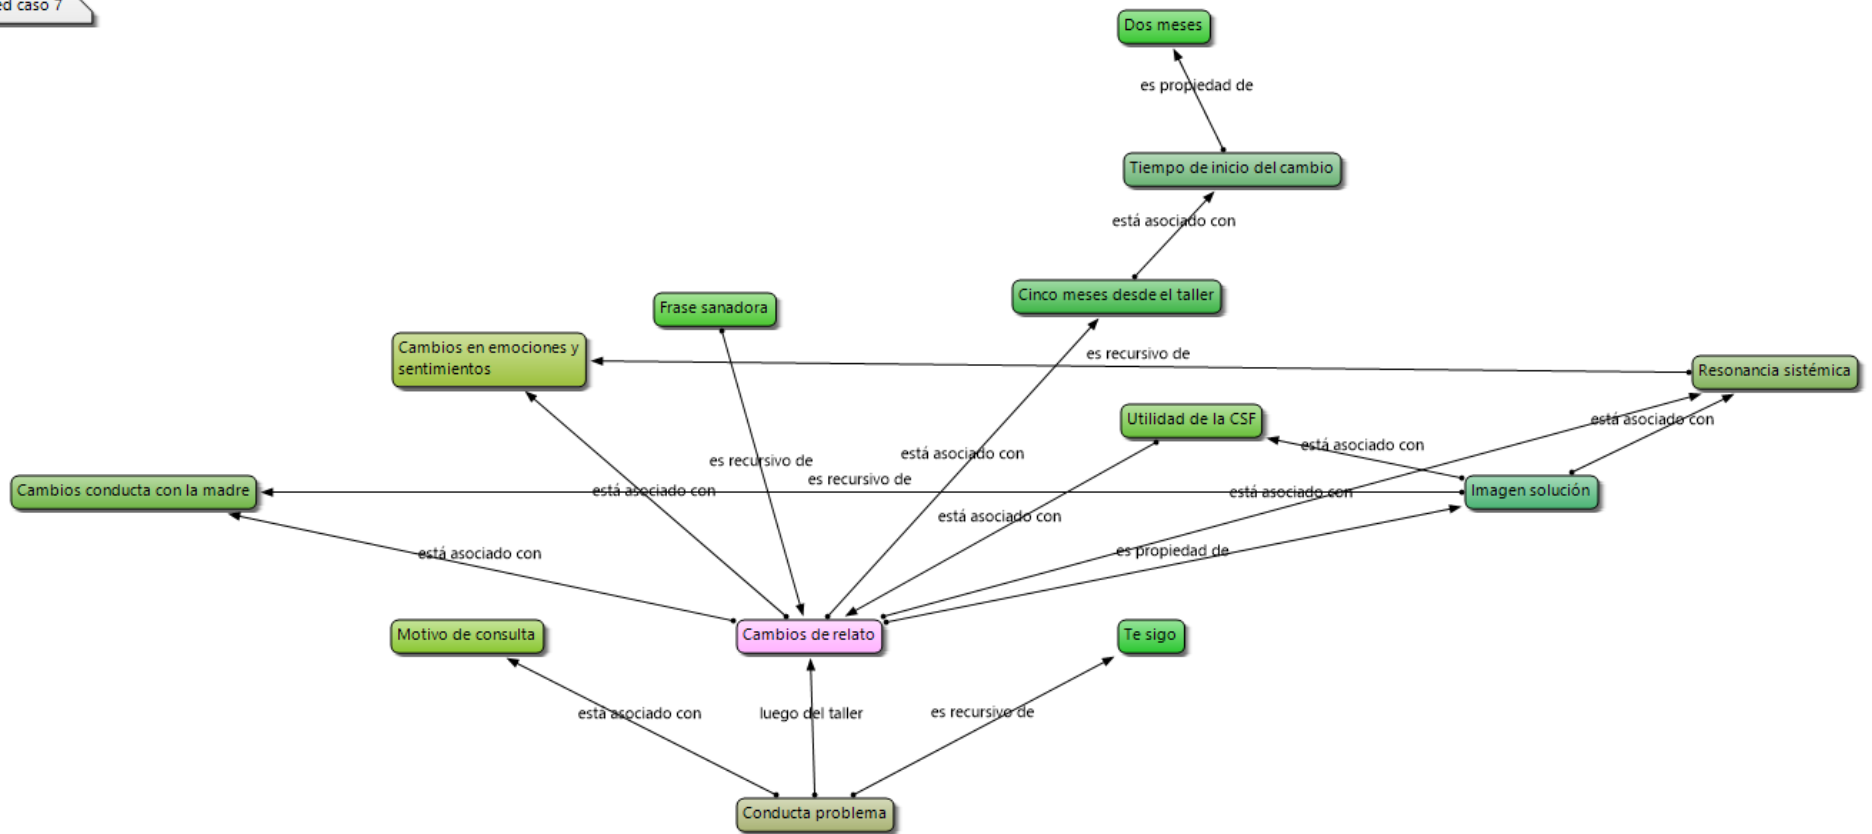 ed caso 7
Dos meses
es propiedad de
Tiempo de inicio del cambio
está asociado con
Cinco meses desde el taller
Frase sanadora
Cambios en emociones y
sentimientos
es recursivo de
Resonancia sistémica
Utilidad de la CSF
está asociado con
está asociado con
está asociado con
es recursivo de
es recursivo de
Cambios conducta con la madre
está asociado con
está asociado con
Imagen solución
está asociado con
está asociado con
es propiedad de
Motivo de consulta
Cambios de relato
Te sigo
está asociado con
luego del taller
es recursivo de
Conducta problema